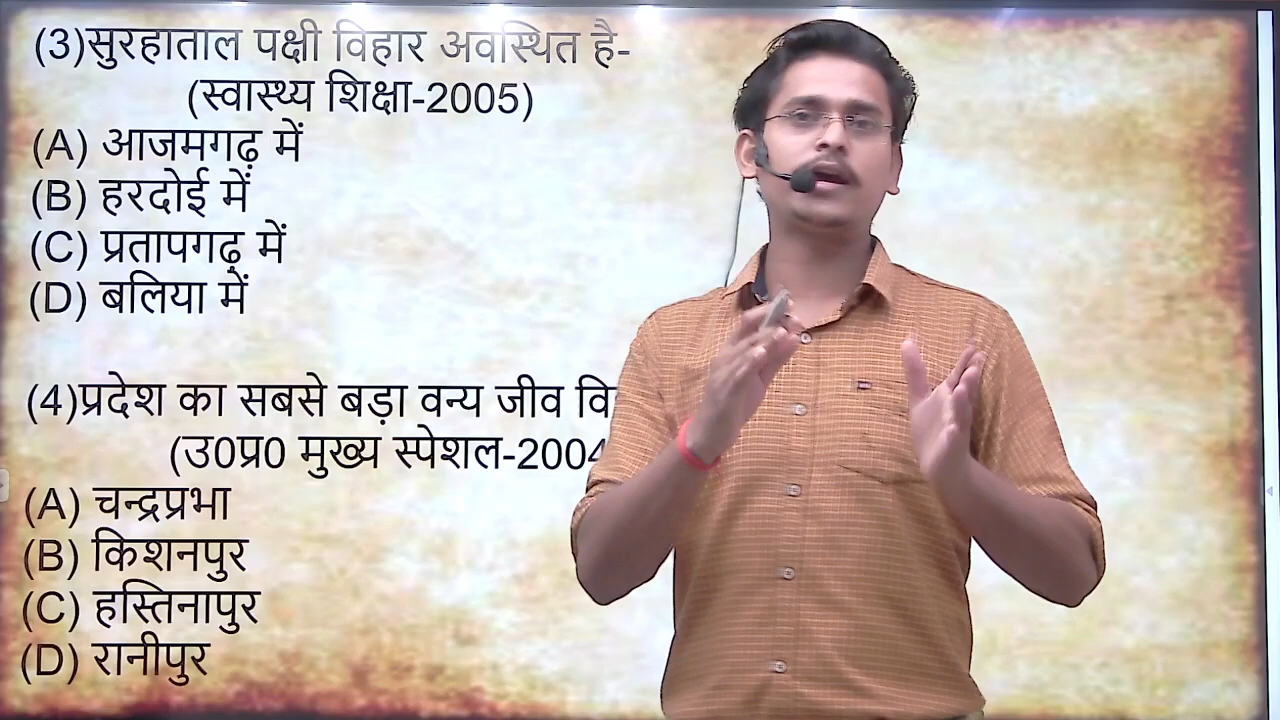 (3)सुरहाताल पक्षी विहार अवस्थित है-
(स्वास्थ्य शिक्षा-2005)
(A) आजमगढ़ में
(B) हरदोई में
(C) प्रतापगढ़ में
(D) बलिया में
(4)प्रदेश का सबसे बड़ा वन्य जीव
(उ0प्र0 मुख्य स्पेशल-2004
(A) चन्द्रप्रभा
(B) किशनपुर
(C) हस्तिनापुर
(D) रानीपुर